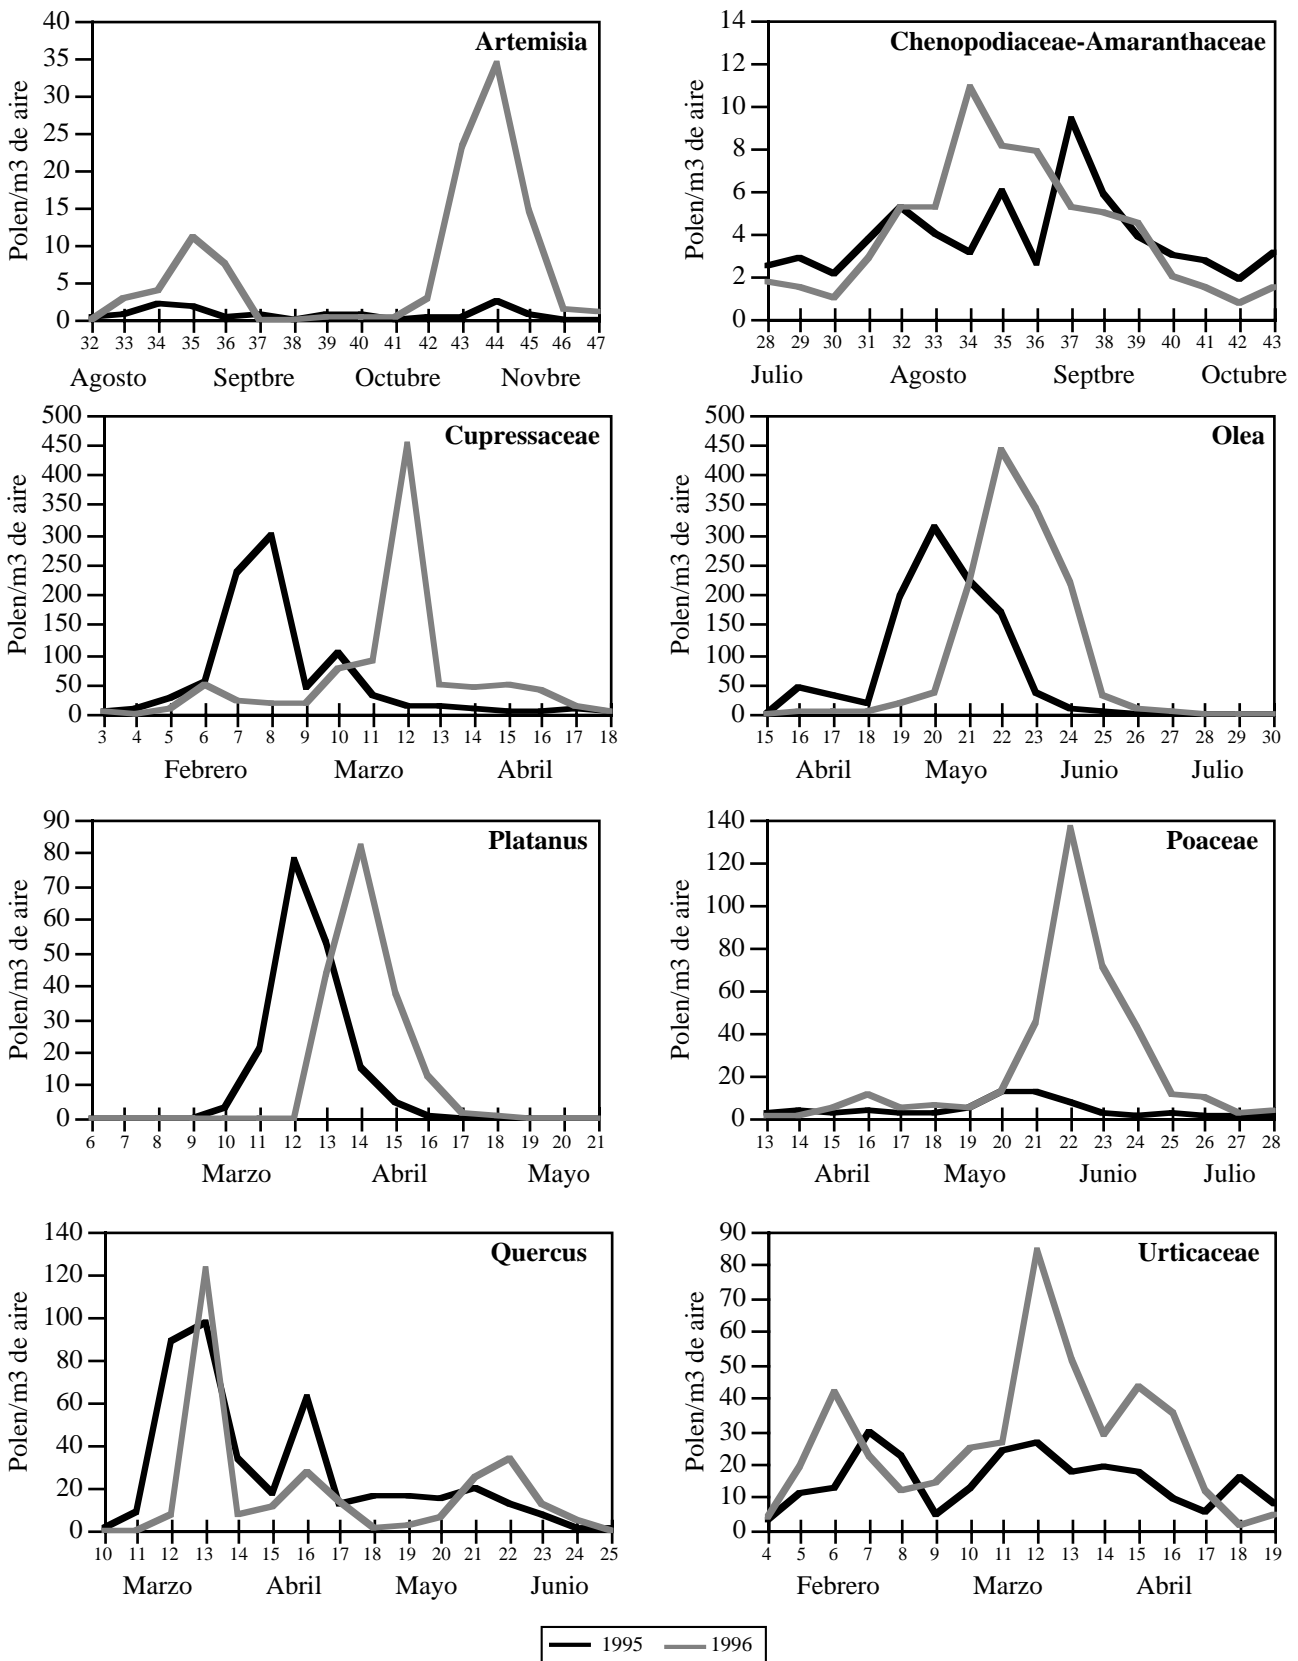 Artemisia
Polen/m3 de aire
40
35
30
25
20
15
10
5
0
32 33 34 35 36 37 38 39 40 41 42 43 44 45 46 47
Agosto Septbre Octubre Novbre
Chenopodiaceae-Amaranthaceae
Polen/m3 de aire
14
12
10
8
6
4
2
0
28 29 30 31 32 33 34 35 36 37 38 39 40 41 42 43
Julio Agosto Septbre Octubre
Cupressaceae
Polen/m3 de aire
500
450
400
350
300
250
200
150
100
50
0
3 4 5 6 7 8 9 10 11 12 13 14 15 16 17 18
Febrero Marzo Abril
Olea
Polen/m3 de aire
500
450
400
350
300
250
200
150
100
50
0
15 16 17 18 19 20 21 22 23 24 25 26 27 28 29 30
Abril Mayo Junio Julio
Platanus
Polen/m3 de aire
90
80
70
60
50
40
30
20
10
0
6 7 8 9 10 11 12 13 14 15 16 17 18 19 20 21
Marzo Abril Mayo
Poaceae
Polen/m3 de aire
140
120
100
80
60
40
20
0
13 14 15 16 17 18 19 20 21 22 23 24 25 26 27 28
Abril Mayo Junio Julio
Quercus
Polen/m3 de aire
140
120
100
80
60
40
20
0
10 11 12 13 14 15 16 17 18 19 20 21 22 23 24 25
Marzo Abril Mayo Junio
Urticaceae
Polen/m3 de aire
90
80
70
60
50
40
30
20
10
0
4 5 6 7 8 9 10 11 12 13 14 15 16 17 18 19
Febrero Marzo Abril
1995 1996